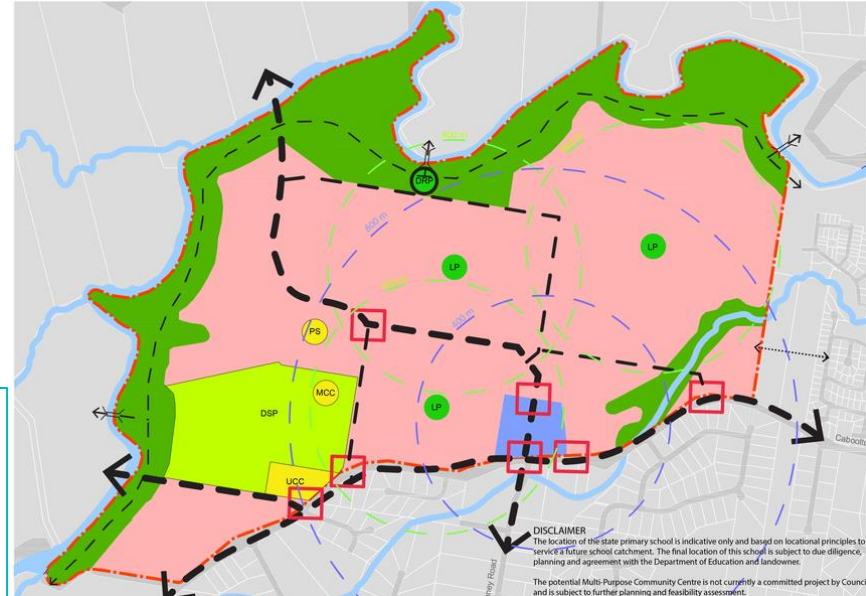 DRP
800 m
LP
LP
PS
400 m
MCC
DSP
LP
UCC
DISCLAIMER
The location of the state primary school is indicative only and based on locational principles to
service a future school catchment. The final location of this school is subject to due diligence,
planning and agreement with the Department of Education and landowner.
The potential Multi-Purpose Community Centre is not currently a committed project by Counci
and is subject to further planning and feasibility assessment.